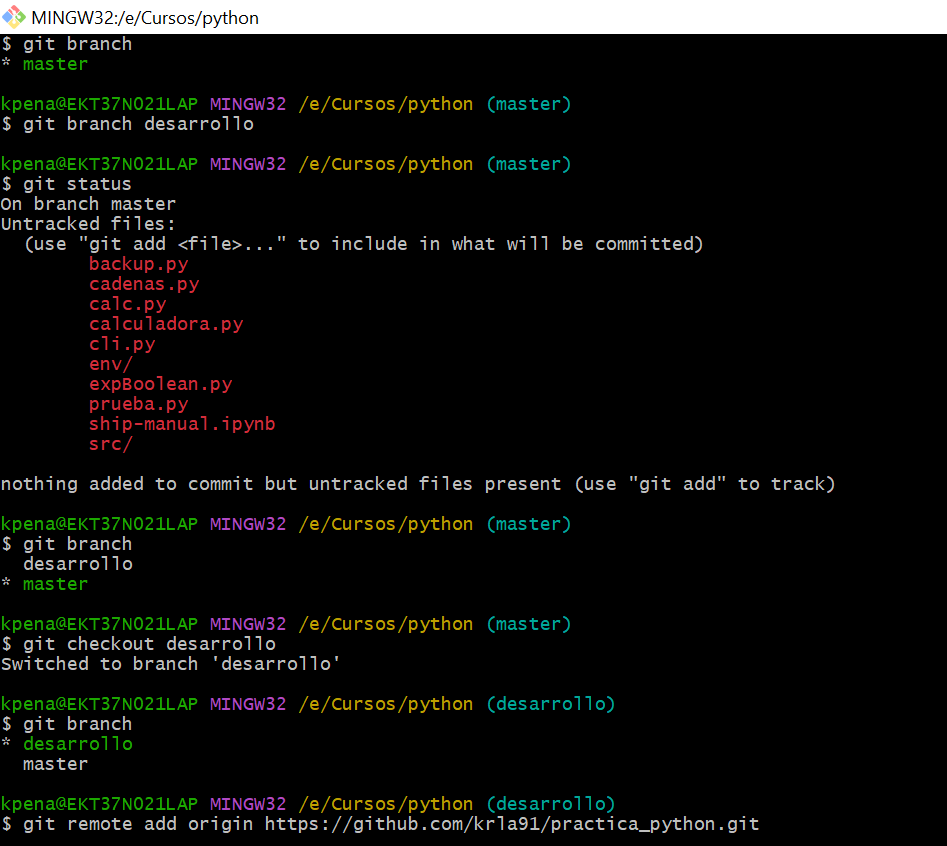 MINGW32:/e/Cursos/python
$ git branch
* master
kpena@EKT37NO21LAP MINGW32 /e/Cursos/python (master)
$ git branch desarrollo
kpena@EKT37NO21LAP MINGW32 /e/Cursos/python (master)
$ git status
On branch master
Untracked files:
  (use "git add <file>..." to include in what will be committed)
        backup.py
        cadenas.py
        calc.py
        calculadora.py
        cli.py
        env/
        expBoolean.py
        prueba.py
        ship-manual.ipynb
        src/
nothing added to commit but untracked files present (use "git add" to track)
kpena@EKT37NO21LAP MINGW32 /e/Cursos/python (master)
$ git branch
  desarrollo
* master
kpena@EKT37NO21LAP MINGW32 /e/Cursos/python (master)
$ git checkout desarrollo
Switched to branch 'desarrollo'
kpena@EKT37NO21LAP MINGW32 /e/Cursos/python (desarrollo)
$ git branch
* desarrollo
  master
kpena@EKT37NO21LAP MINGW32 /e/Cursos/python (desarrollo)
$ git remote add origin https://github.com/krla91/practica_python.git